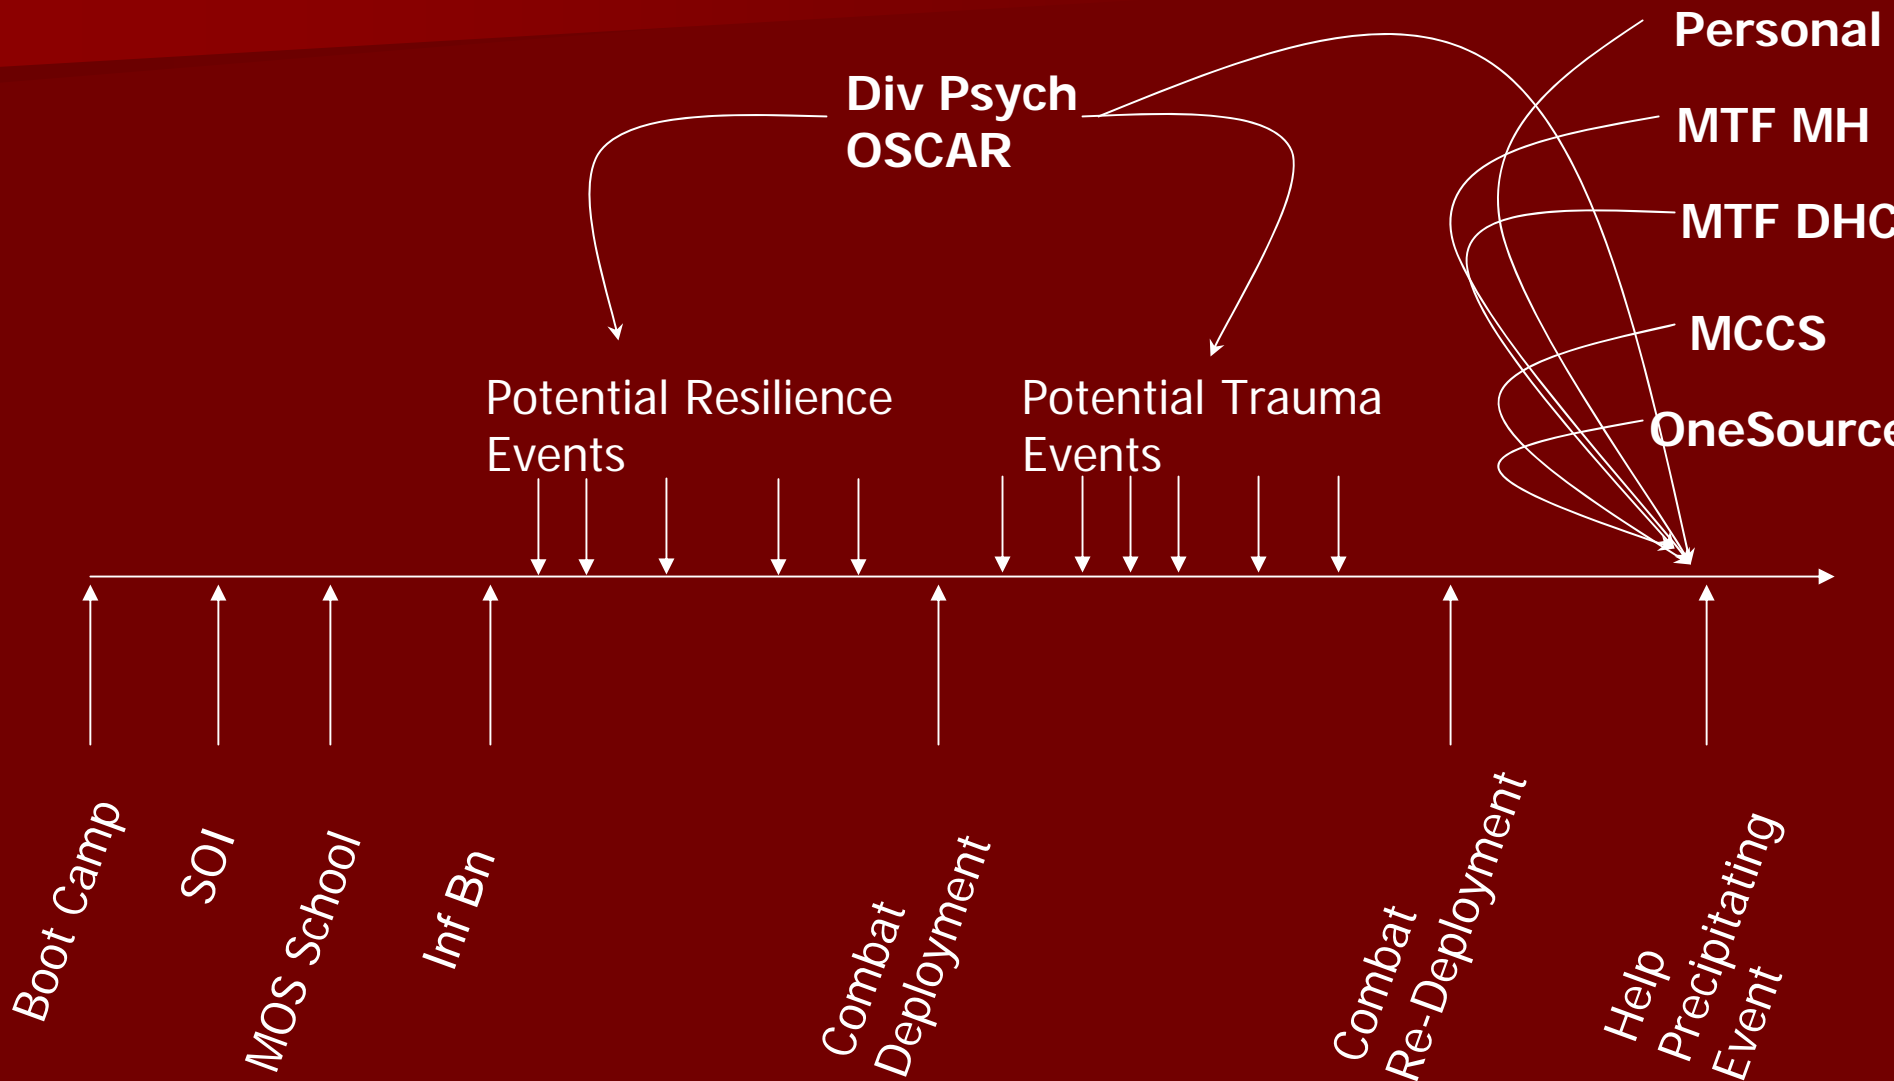 Personal
Div Psych
OSCAR
MTF MH
MTF DHC
MCCS
Potential Resilience
Events
Potential Trauma
Events
OneSource
Boot Camp
SOI
MOS School
Inf Bn
Combat
Deployment
Combat
Re-Deployment
Help
Precipitating
Event